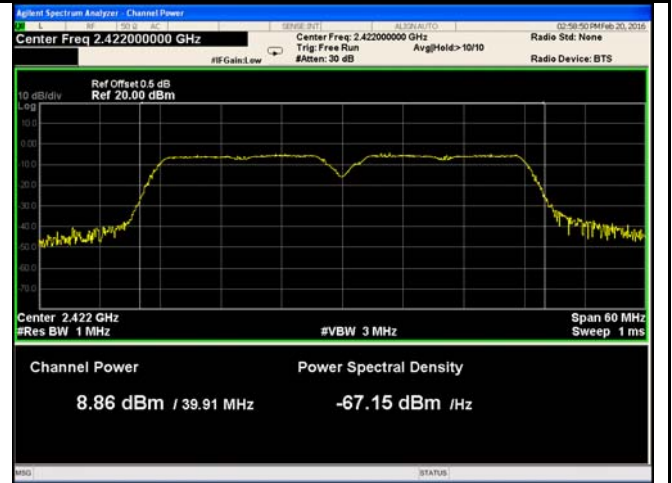 Agilent Spectrum Analyzer - Channel Power
L RF 50 Ω AC SENSE:INT ALIGN AUTO 02:58:50 PM Feb 20, 2016
Center Freq 2.422000000 GHz Center Freq: 2.422000000 GHz Radio Std: None
Trig: Free Run Avg|Hold:> 10/10
#IFGain:Low #Atten: 30 dB Radio Device: BTS
Ref Offset 0.5 dB
10 dB/div Ref 20.00 dBm
Log
10.0
0.00
-10.0
-20.0
-30.0
-40.0
-50.0
-60.0
-70.0
Center 2.422 GHz Span 60 MHz
#Res BW 1 MHz #VBW 3 MHz Sweep 1 ms
Channel Power Power Spectral Density
8.86 dBm / 39.91 MHz -67.15 dBm /Hz
MSG STATUS